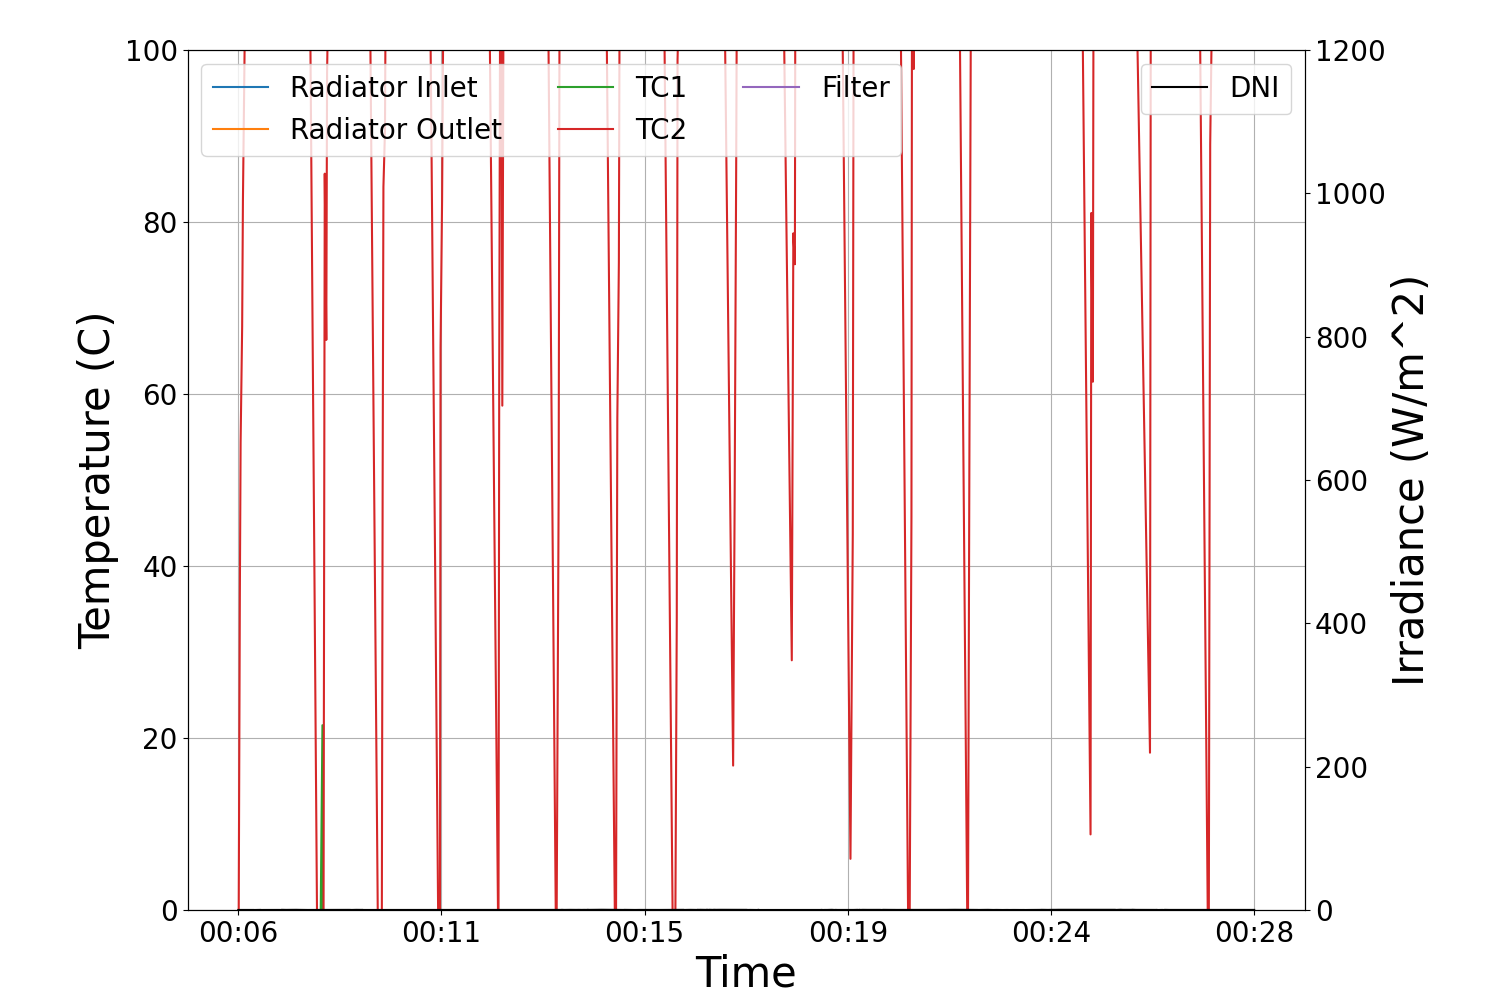 100
80
60
40
20
0
Temperature (C)
Radiator Inlet
Radiator Outlet
TC1
TC2
Filter
DNI
1200
1000
800
600
400
200
0
Irradiance (W/m^2)
00:06 00:11 00:15 00:19 00:24 00:28
Time